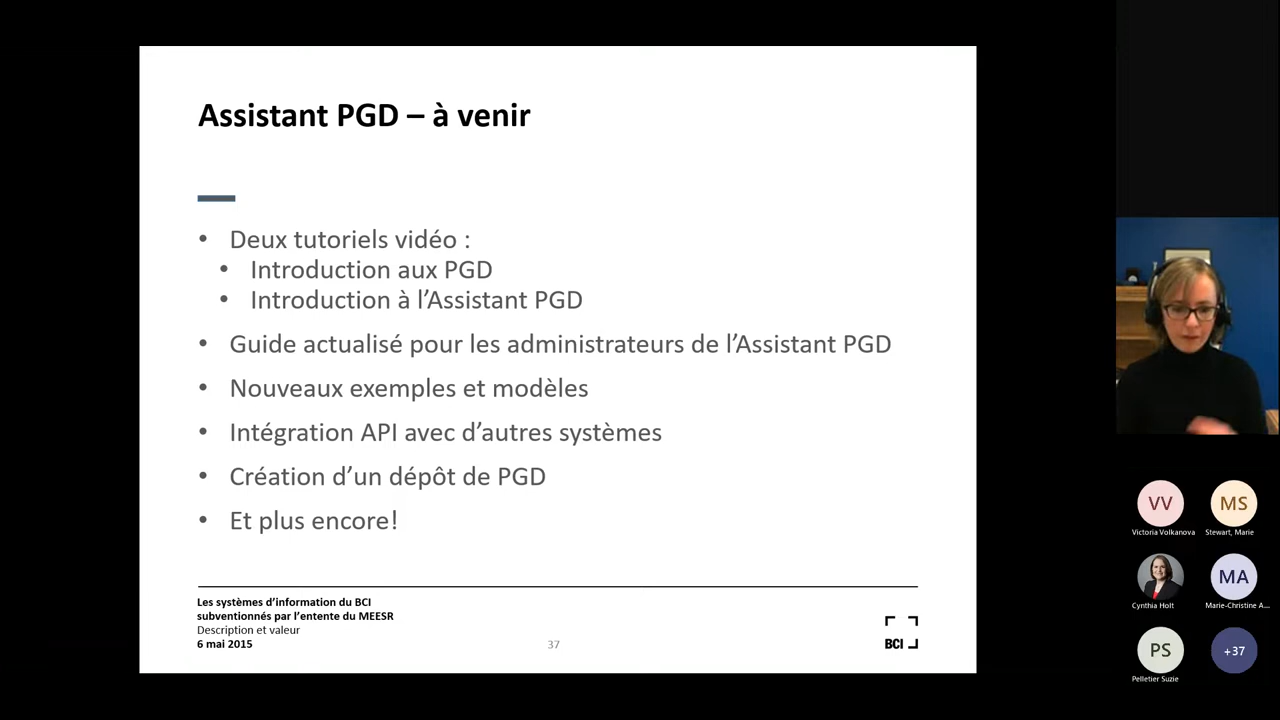 Assistant PGD – à venir
• Deux tutoriels vidéo :
• Introduction aux PGD
• Introduction à l’Assistant PGD
• Guide actualisé pour les administrateurs de l’Assistant PGD
• Nouveaux exemples et modèles
• Intégration API avec d’autres systèmes
• Création d’un dépôt de PGD
• Et plus encore!
Les systèmes d’information du BCI
subventionnés par l’entente du MEESR
Description et valeur
6 mai 2015
37
BCI
VV
MS
Victoria Volkanova
Stewart, Marie
MA
Cynthia Holt
Marie-Christine A...
PS
+37
Pelletier Suzie